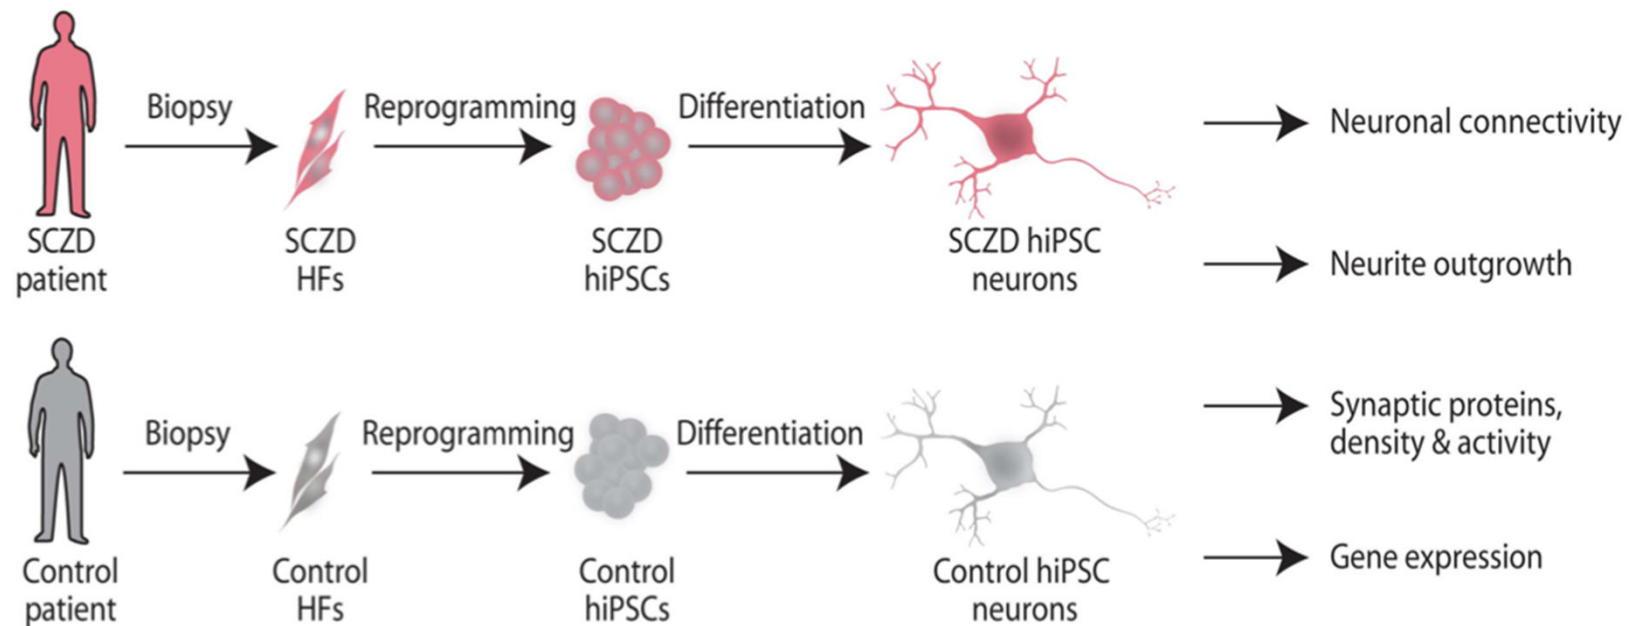 Biopsy
Reprogramming
Differentiation
SCZD
patient
SCZD
HFs
SCZD
hiPSCs
SCZD hiPSC
neurons
Biopsy
Reprogramming
Differentiation
Control
patient
Control
HFs
Control
hiPSCs
Control hiPSC
neurons
Neuronal connectivity
Neurite outgrowth
Synaptic proteins,
density & activity
Gene expression